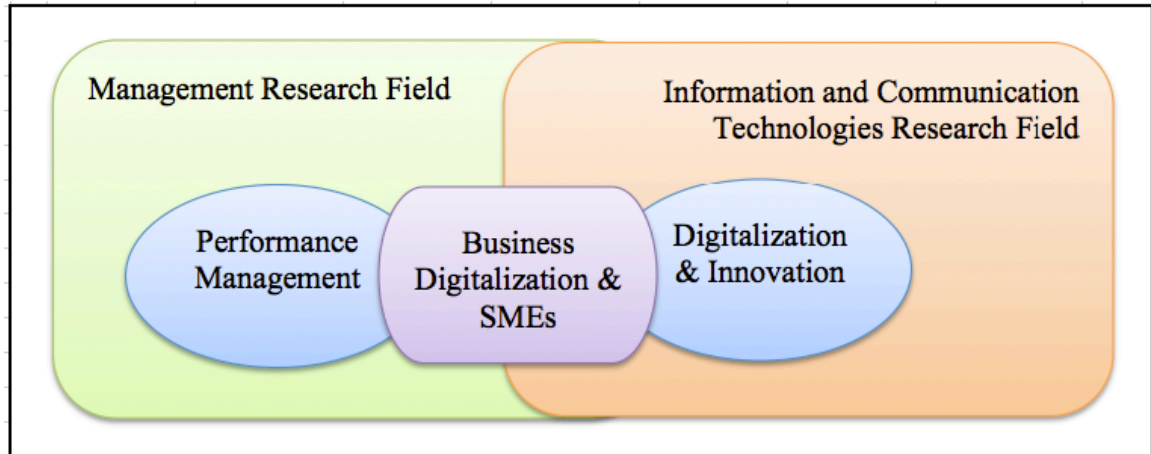 Management Research Field
Information and Communication
Technologies Research Field
Performance
Management
Business
Digitalization &
SMEs
Digitalization
& Innovation